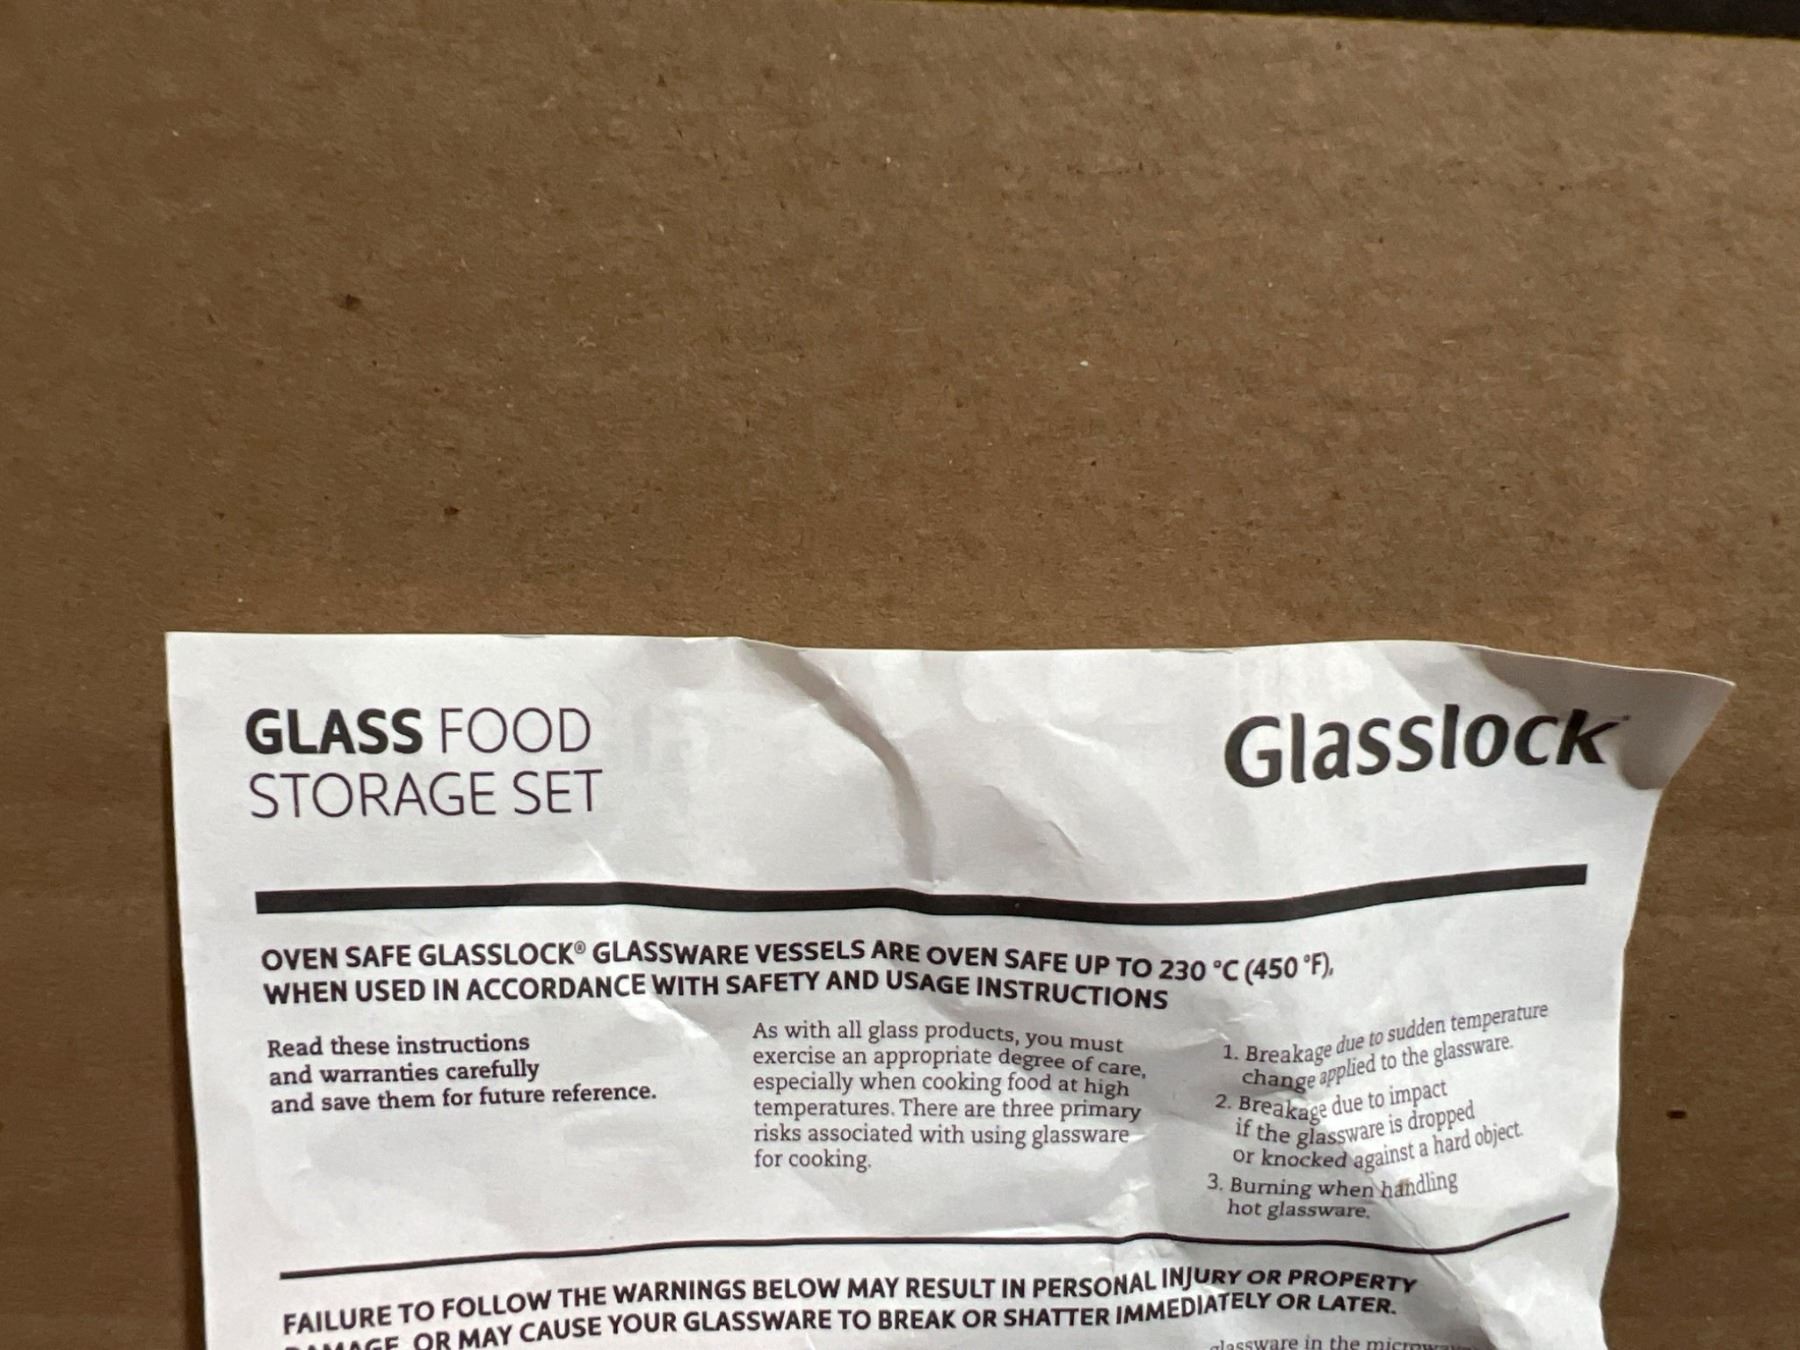 GLASS FOOD
STORAGE SET
Glasslock
OVEN SAFE GLASSLOCK® GLASSWARE VESSELS ARE OVEN SAFE UP TO 230 °C (450 °F),
WHEN USED IN ACCORDANCE WITH SAFETY AND USAGE INSTRUCTIONS
Read these instructions
and warranties carefully
and save them for future reference.
As with all glass products, you must
exercise an appropriate degree of care,
especially when cooking food at high
temperatures. There are three primary
risks associated with using glassware
for cooking.
1. Breakage due to sudden temperature
change applied to the glassware.
2. Breakage due to impact
if the glassware is dropped
or knocked against a hard object.
3. Burning when handling
hot glassware.
FAILURE TO FOLLOW THE WARNINGS BELOW MAY RESULT IN PERSONAL INJURY OR PROPERTY
DAMAGE, OR MAY CAUSE YOUR GLASSWARE TO BREAK OR SHATTER IMMEDIATELY OR LATER.
glassware in the